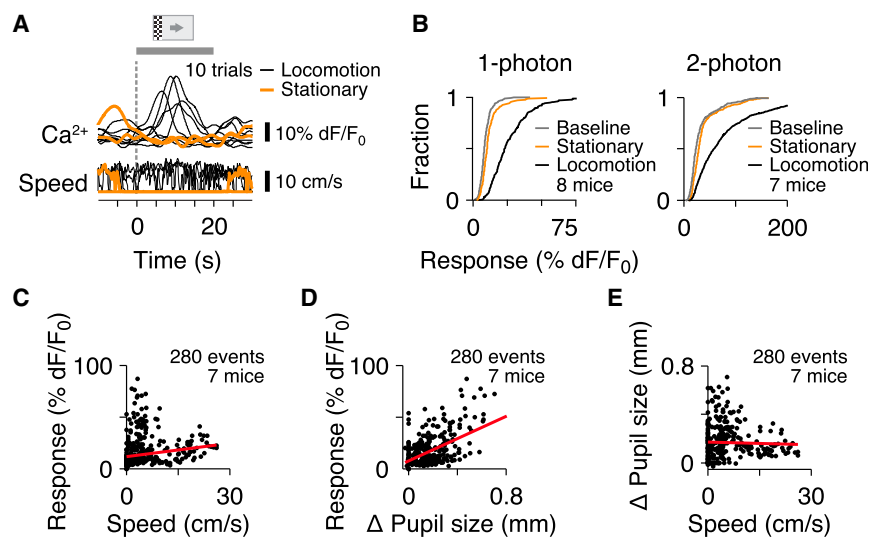 A
10 trials
Locomotion
Stationary
Ca2+
10% dF/F0
Speed
10 cm/s
0
20
Time (s)
B
1-photon
2-photon
Fraction
1
0
Baseline
Stationary
Locomotion
8 mice
0
75
1
0
Baseline
Stationary
Locomotion
7 mice
0
200
Response (% dF/F0)
C
Response (% dF/F0)
100
0
280 events
7 mice
0
30
Speed (cm/s)
D
Response (% dF/F0)
100
0
280 events
7 mice
0
0.8
Δ Pupil size (mm)
E
Δ Pupil size (mm)
0.8
0
280 events
7 mice
0
30
Speed (cm/s)